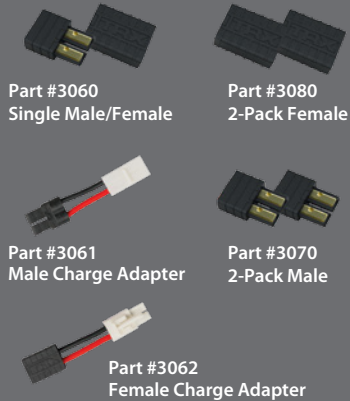 Part #3060
Single Male/Female
Part #3080
2-Pack Female
Part #3061
Male Charge Adapter
Part #3070
2-Pack Male
Part #3062
Female Charge Adapter